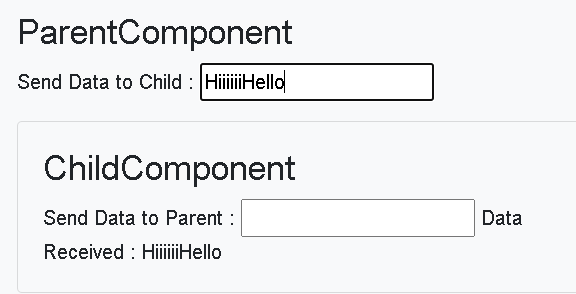 ParentComponent
Send Data to Child : HiiiiiiHello
ChildComponent
Send Data to Parent : Data
Received : HiiiiiiHello